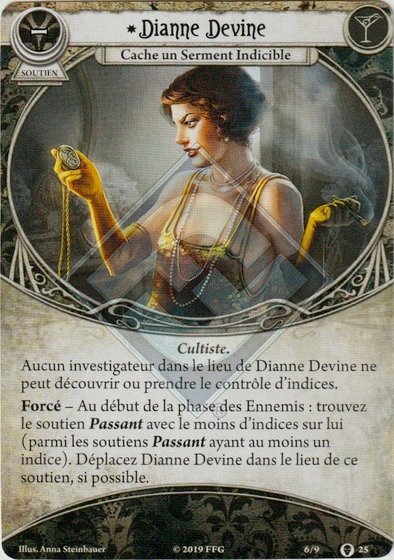 *Dianne Devine
Cache un Serment Indicible
SOUTIEN
Cultiste.
Aucun investigateur dans le lieu de Dianne Devine ne
peut découvrir ou prendre le contrôle d'indices.
Forcé – Au début de la phase des Ennemis : trouvez
le soutien Passant avec le moins d'indices sur lui
(parmi les soutiens Passant ayant au moins un
indice). Déplacez Dianne Devine dans le lieu de ce
soutien, si possible.
Illus. Anna Steinbauer © 2019 FFG 6/9 25